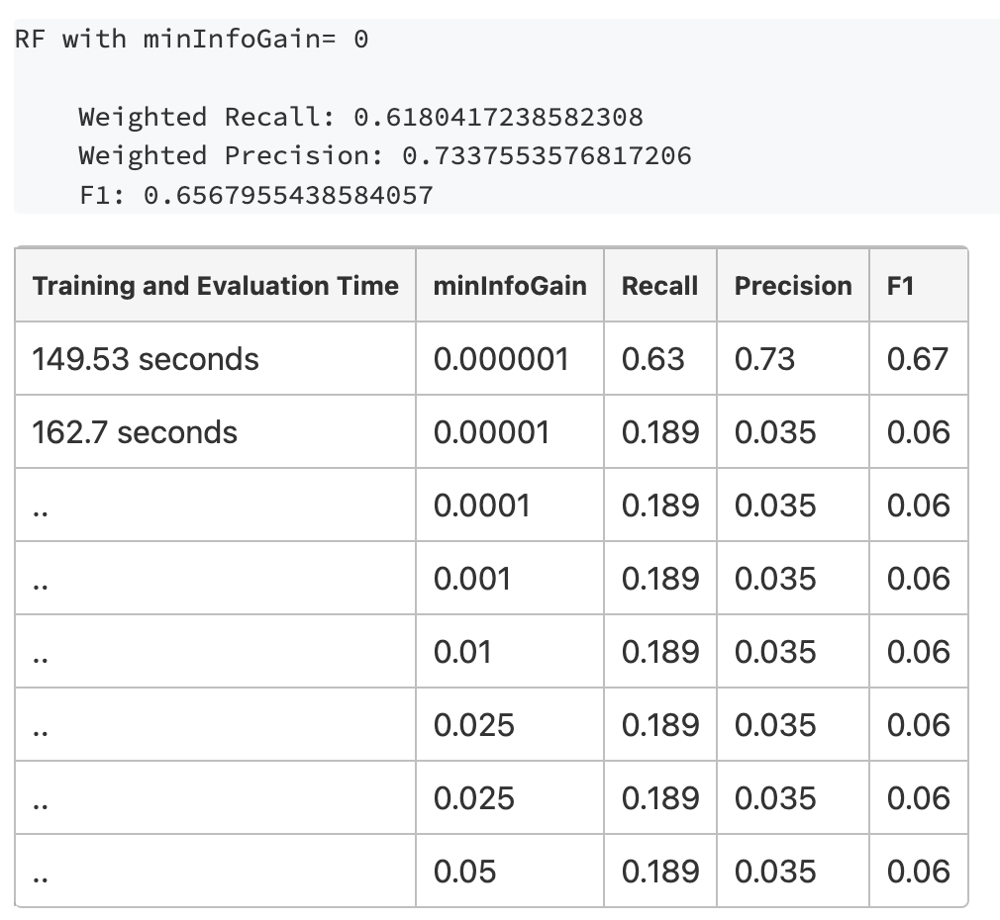 RF with minInfoGain= 0
Weighted Recall: 0.6180417238582308
Weighted Precision: 0.7337553576817206
F1: 0.6567955438584057
Training and Evaluation Time minInfoGain Recall Precision F1
149.53 seconds 0.000001 0.63 0.73 0.67
162.7 seconds 0.00001 0.189 0.035 0.06
.. 0.0001 0.189 0.035 0.06
.. 0.001 0.189 0.035 0.06
.. 0.01 0.189 0.035 0.06
.. 0.025 0.189 0.035 0.06
.. 0.025 0.189 0.035 0.06
.. 0.05 0.189 0.035 0.06